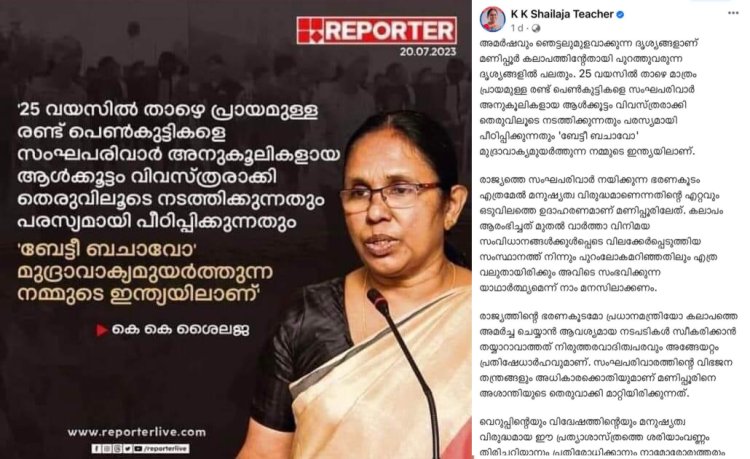 REPORTER
20.07.2023
'25 വയസിൽ താഴെ പ്രായമുള്ള
രണ്ട് പെൺകുട്ടികളെ
സംഘപരിവാർ അനുകൂലികളായ
ആൾക്കൂട്ടം വിവസ്ത്രരാക്കി
തെരുവിലൂടെ നടത്തിക്കുന്നതും
പരസ്യമായി പീഠിപ്പിക്കുന്നതും
'ബേട്ടീ ബചാവോ'
മുദ്രാവാക്യമുയർത്തുന്ന
നമ്മുടെ ഇന്ത്യയിലാണ്'
കെ കെ ശൈലജ
www.reporterlive.com
reporterlive
K K Shailaja Teacher
1 d
അമർഷവും ഞെട്ടലുമുളവാക്കുന്ന ദൃശ്യങ്ങളാണ്
മണിപ്പൂർ കലാപത്തിന്റേതായി പുറത്തുവരുന്ന
ദൃശ്യങ്ങളിൽ പലതും. 25 വയസിൽ താഴെ മാത്രം
പ്രായമുള്ള രണ്ട് പെൺകുട്ടികളെ സംഘപരിവാർ
അനുകൂലികളായ ആൾക്കൂട്ടം വിവസ്ത്രരാക്കി
തെരുവിലൂടെ നടത്തിക്കുന്നതും പരസ്യമായി
പീഠിപ്പിക്കുന്നതും 'ബേട്ടീ ബചാവോ'
മുദ്രാവാക്യമുയർത്തുന്ന നമ്മുടെ ഇന്ത്യയിലാണ്.
രാജ്യത്തെ സംഘപരിവാർ നയിക്കുന്ന ഭരണകൂടം
എത്രമേൽ മനുഷ്യത്വ വിരുദ്ധമാണെന്നതിന്റെ ഏറ്റവും
ഒടുവിലത്തെ ഉദാഹരണമാണ് മണിപ്പൂരിലേത്. കലാപം
ആരംഭിച്ചത് മുതൽ വാർത്താ വിനിമയ
സംവിധാനങ്ങൾക്കുൾപ്പെടെ വിലക്കേർപ്പെടുത്തിയ
സംസ്ഥാനത്ത് നിന്നും പുറംലോകമറിഞ്ഞതിലും എത്ര
വലുതായിരിക്കും അവിടെ സംഭവിക്കുന്ന
യാഥാർത്ഥ്യമെന്ന് നാം മനസിലാക്കണം.
രാജ്യത്തിന്റെ ഭരണകൂടമോ പ്രധാനമന്ത്രിയോ കലാപത്തെ
അമർച്ച ചെയ്യാൻ ആവശ്യമായ നടപടികൾ സ്വീകരിക്കാൻ
തയ്യാറാവാത്തത് നിരുത്തരവാദിത്വപരവും അങ്ങേയറ്റം
പ്രതിഷേധാർഹവുമാണ്. സംഘപരിവാറിന്റെ വിഭജന
തന്ത്രങ്ങളും അധികാരക്കൊതിയുമാണ് മണിപ്പൂരിനെ
അശാന്തിയുടെ തെരുവാക്കി മാറ്റിയിരിക്കുന്നത്.
വെറുപ്പിന്റെയും വിദ്വേഷത്തിന്റെയും മനുഷ്യത്വ
വിരുദ്ധമായ ഈ പ്രത്യാശാസ്ത്രത്തെ ശരിയാംവണ്ണം
തിരിച്ചറിയാനും പ്രതിരോധിക്കാനും നാമോരോരുത്തരും